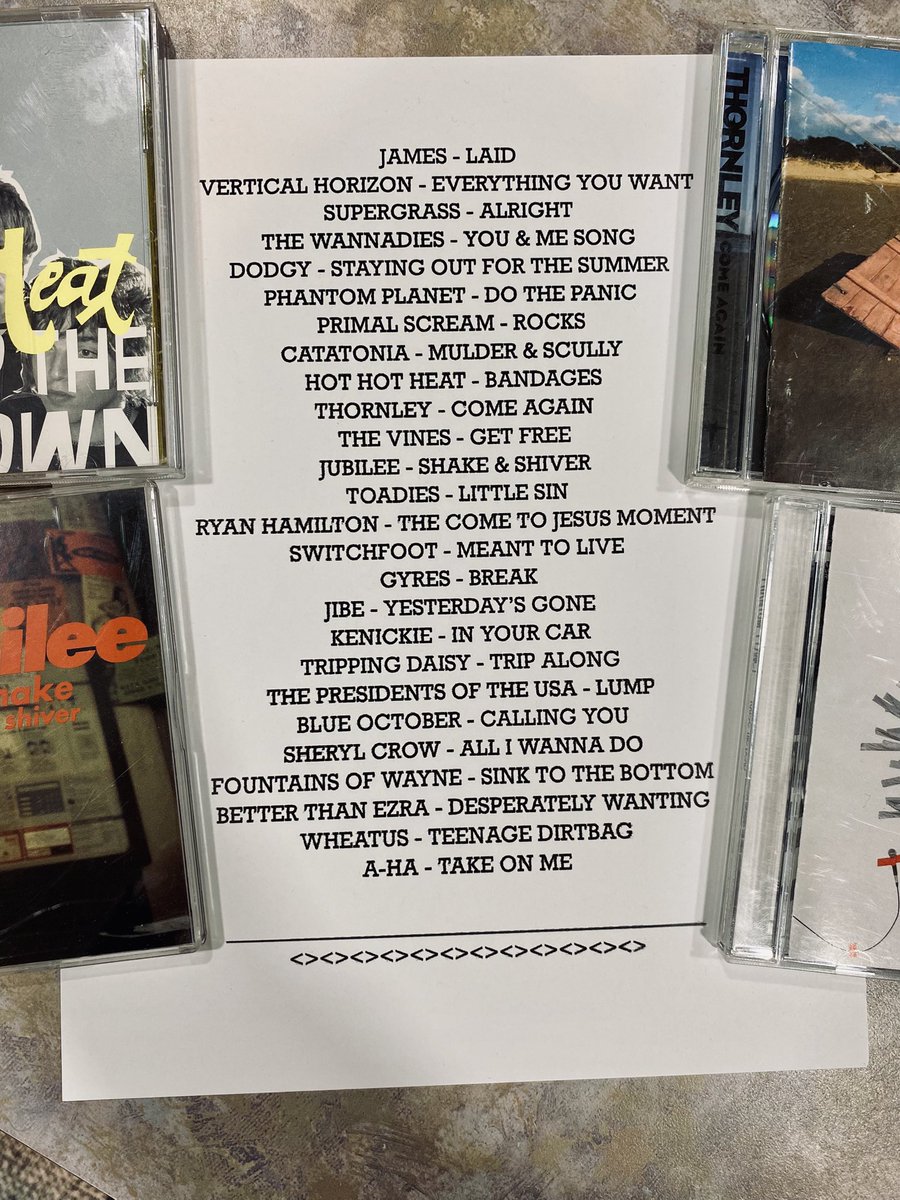 JAMES - LAID
VERTICAL HORIZON - EVERYTHING YOU WANT
SUPERGRASS - ALRIGHT
THE WANNADIES - YOU & ME SONG
DODGY - STAYING OUT FOR THE SUMMER
PHANTOM PLANET - DO THE PANIC
PRIMAL SCREAM - ROCKS
CATATONIA - MULDER & SCULLY
HOT HOT HEAT - BANDAGES
THORNLEY - COME AGAIN
THE VINES - GET FREE
JUBILEE - SHAKE & SHIVER
TOADIES - LITTLE SIN
RYAN HAMILTON - THE COME TO JESUS MOMENT
SWITCHFOOT - MEANT TO LIVE
GYRES - BREAK
JIBE - YESTERDAY'S GONE
KENICKIE - IN YOUR CAR
TRIPPING DAISY - TRIP ALONG
THE PRESIDENTS OF THE USA - LUMP
BLUE OCTOBER - CALLING YOU
SHERYL CROW - ALL I WANNA DO
FOUNTAINS OF WAYNE - SINK TO THE BOTTOM
BETTER THAN EZRA - DESPERATELY WANTING
WHEATUS - TEENAGE DIRTBAG
A-HA - TAKE ON ME
<><><><><><><><><><><><>
eat
THE
OWN
ilee
hake
shiver
THORNLEY COME AGAIN